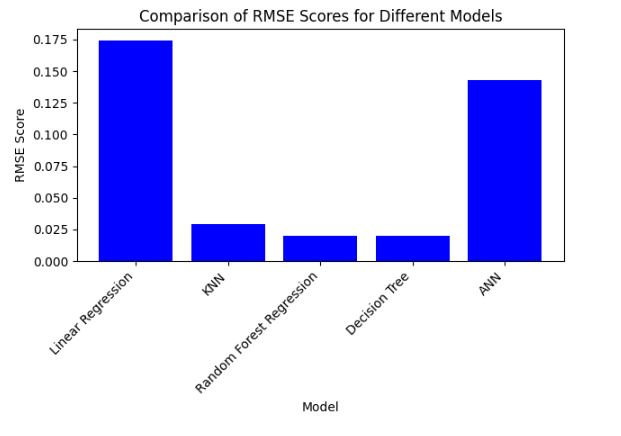 Comparison of RMSE Scores for Different Models
RMSE Score
0.175
0.150
0.125
0.100
0.075
0.050
0.025
0.000
Linear Regression
KNN
Random Forest Regression
Decision Tree
ANN
Model